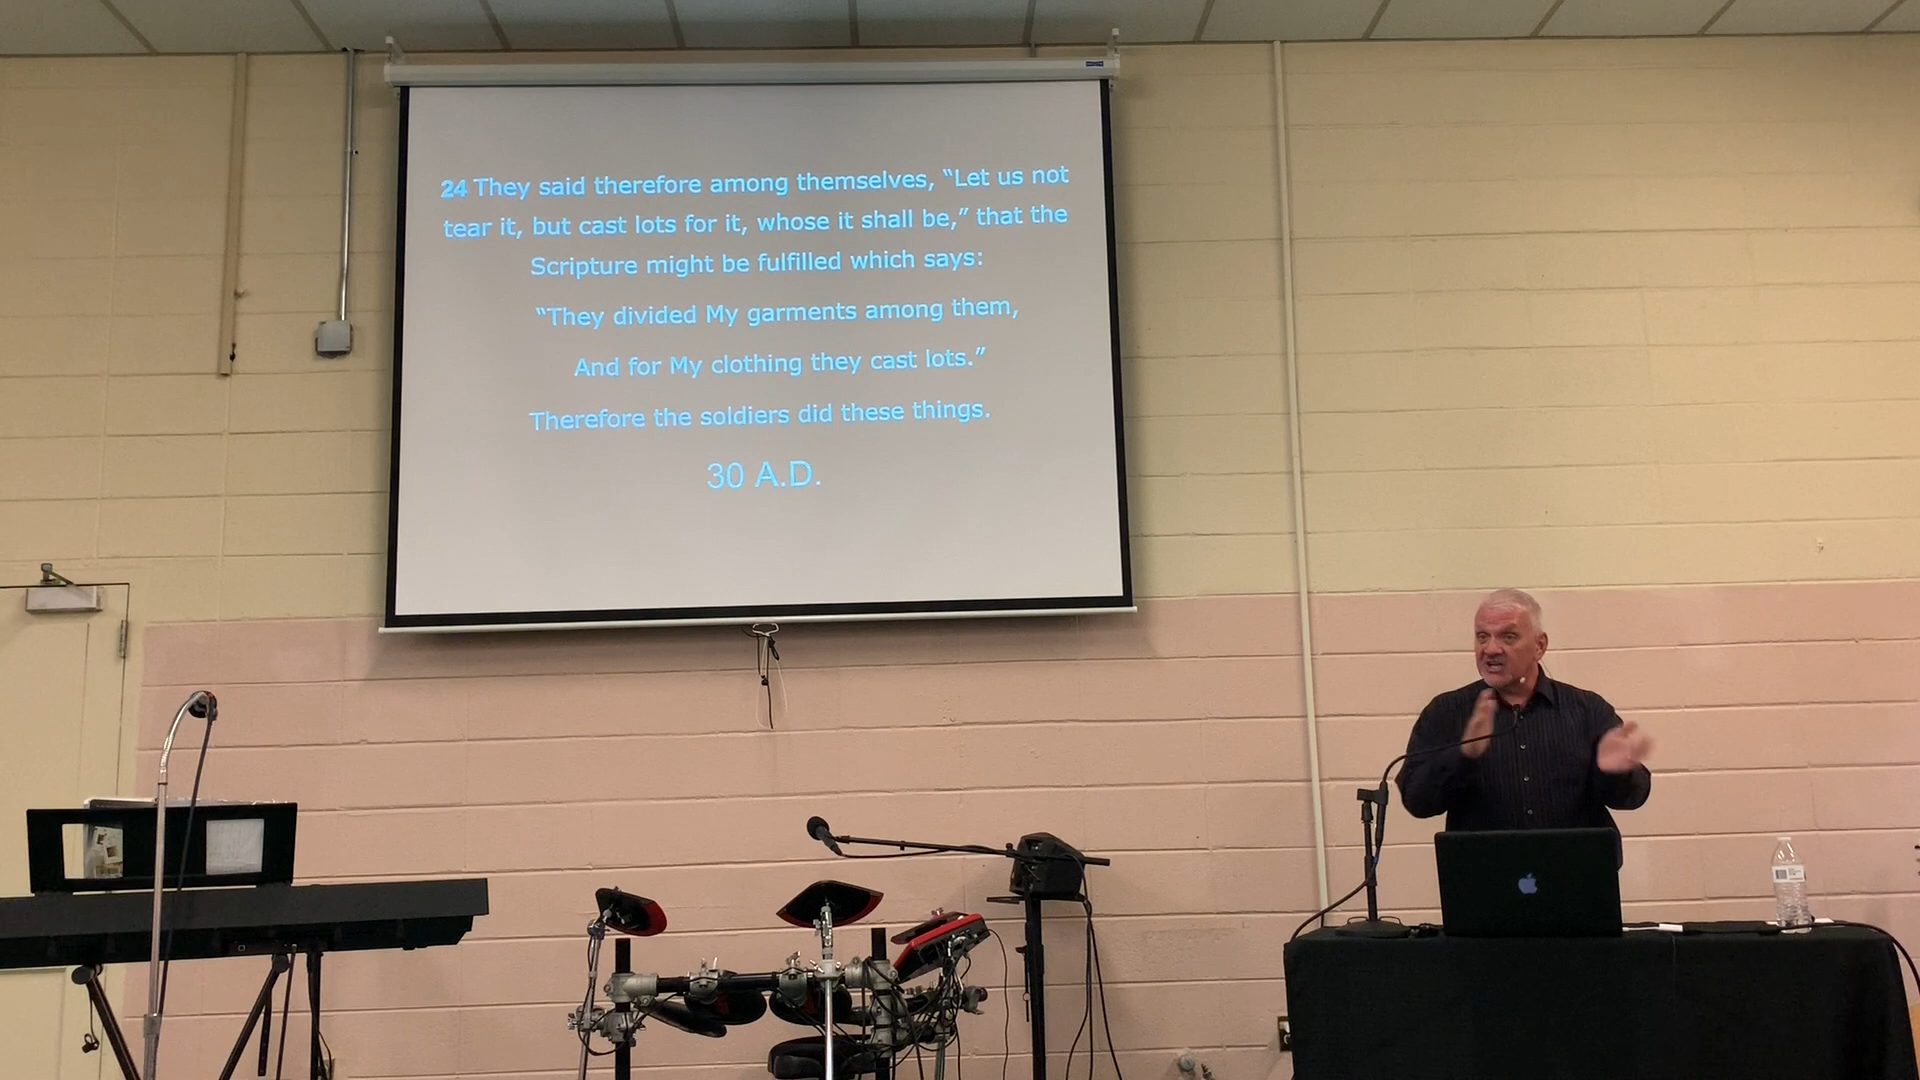 24 They said therefore among themselves, “Let us not
tear it, but cast lots for it, whose it shall be,” that the
Scripture might be fulfilled which says:
“They divided My garments among them,
And for My clothing they cast lots.”
Therefore the soldiers did these things.
30 A.D.